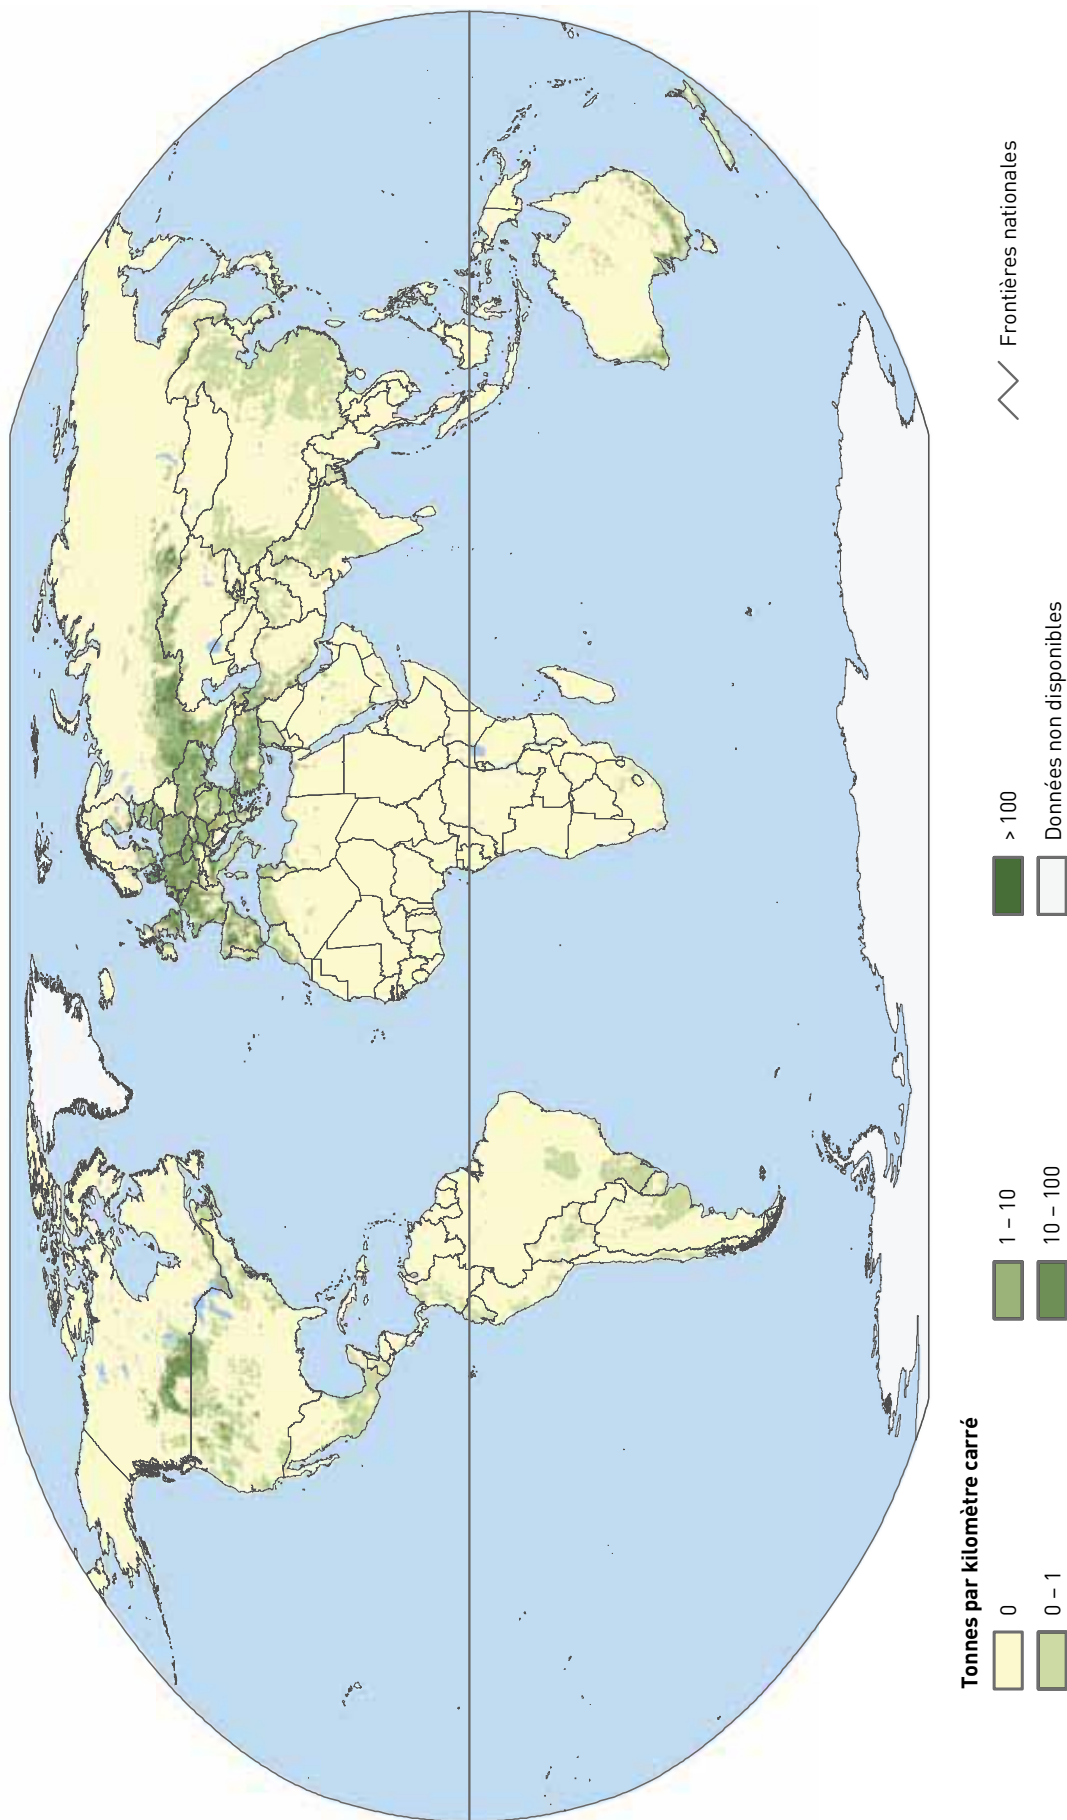 Tonnes par kilomètre carré
0
0 – 1
1 – 10
10 – 100
> 100
Données non disponibles
Frontières nationales